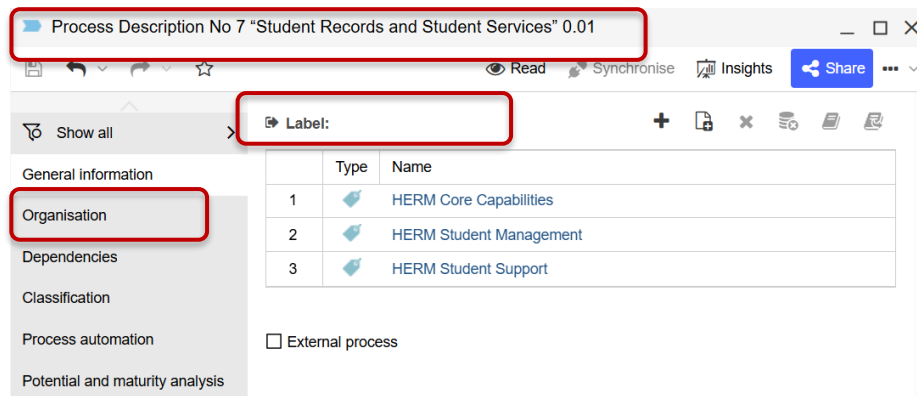 Process Description No 7 “Student Records and Student Services” 0.01
Read Synchronise Insights Share
Show all
Label:
General information
Organisation
Dependencies
Classification
Process automation
Potential and maturity analysis
Type Name
1 HERM Core Capabilities
2 HERM Student Management
3 HERM Student Support
External process